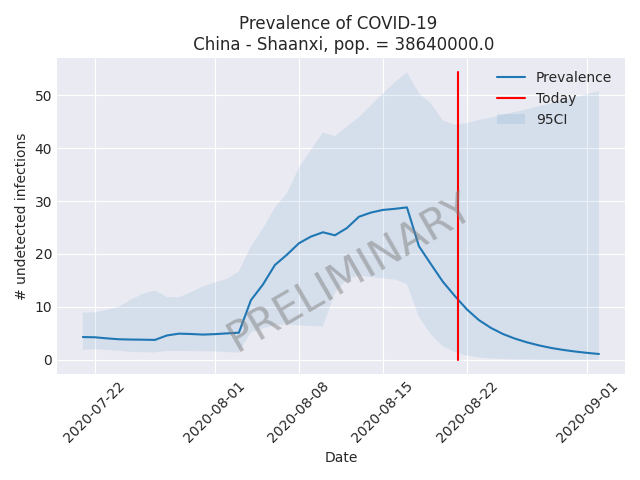 Prevalence of COVID-19
China - Shaanxi, pop. = 38640000.0
# undetected infections
50
40
30
20
10
0
Prevalence
Today
95CI
PRELIMINARY
2020-07-22
2020-08-01
2020-08-08
2020-08-15
2020-08-22
2020-09-01
Date